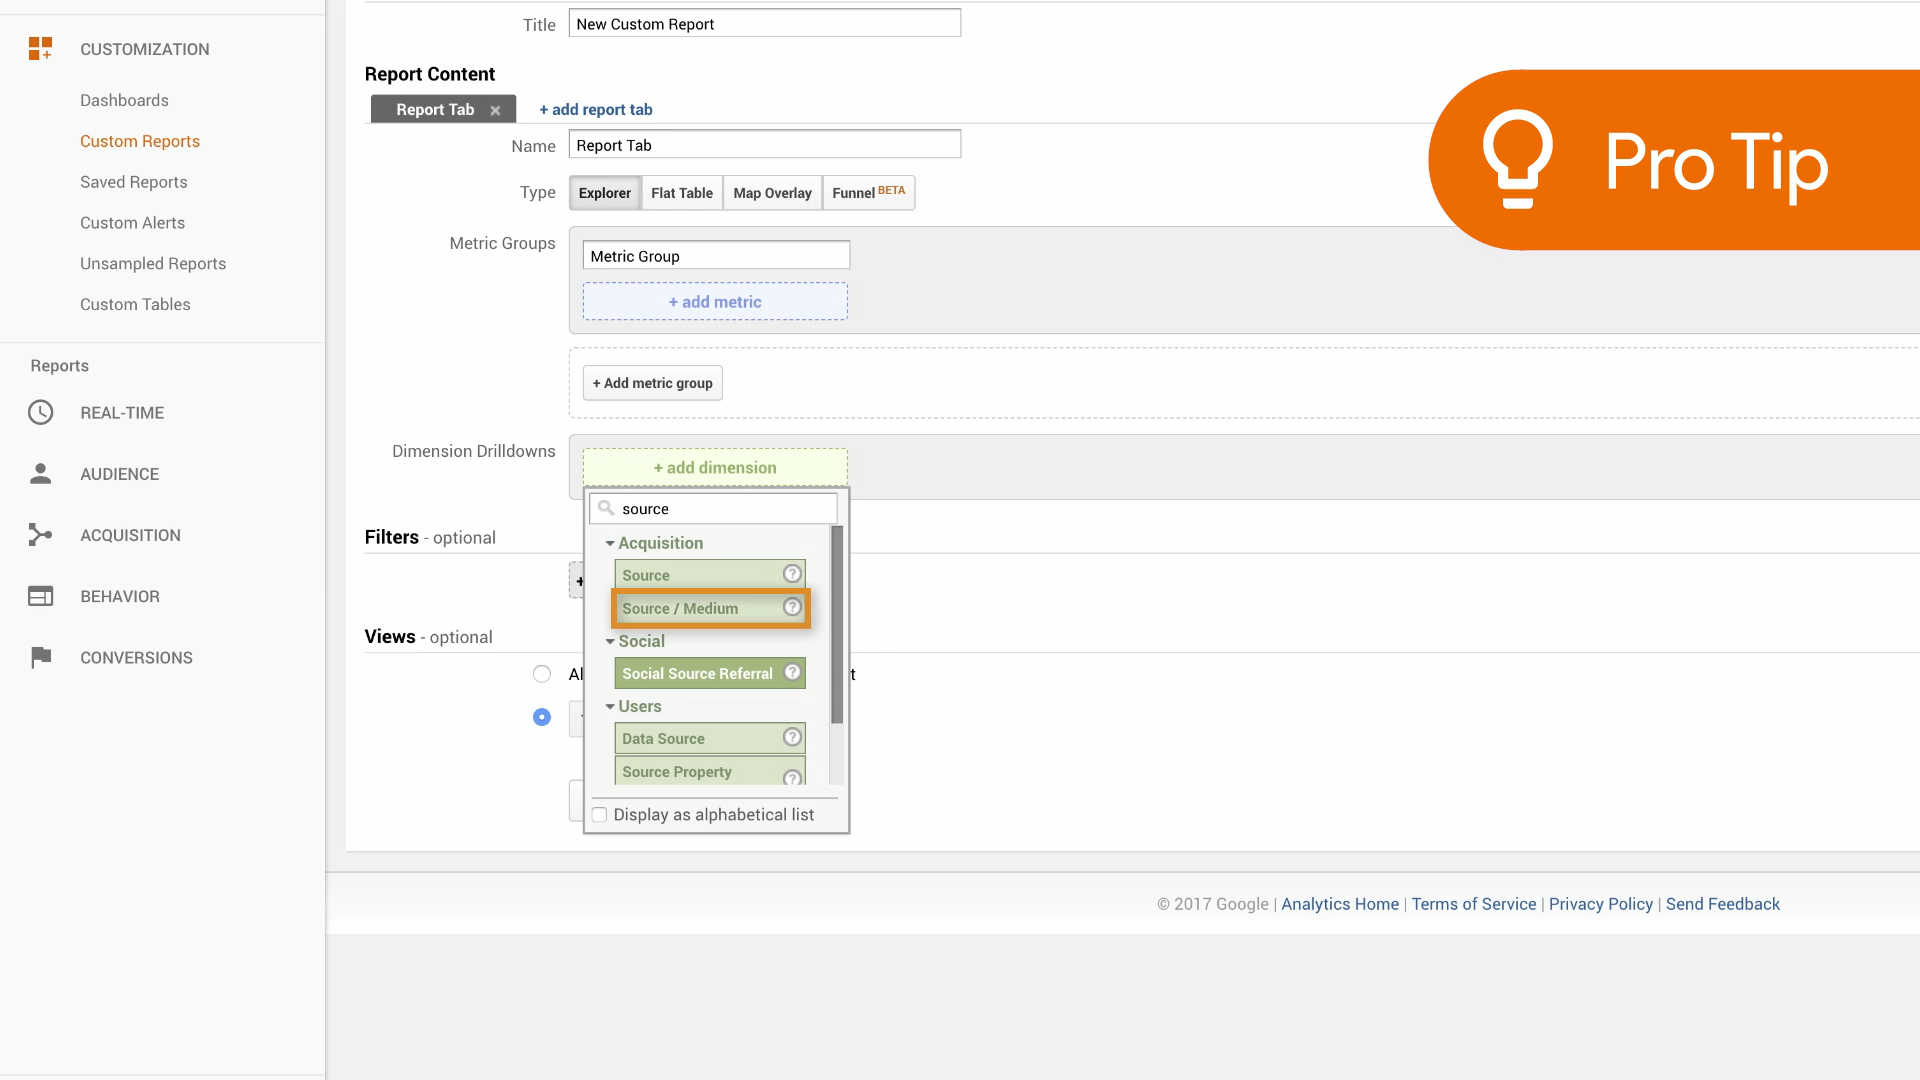 CUSTOMIZATION
Dashboards
Custom Reports
Saved Reports
Custom Alerts
Unsampled Reports
Custom Tables
Reports
REAL-TIME
AUDIENCE
ACQUISITION
BEHAVIOR
CONVERSIONS
Title New Custom Report
Report Content
Report Tab x + add report tab
Name Report Tab
Type Explorer Flat Table Map Overlay Funnel BETA
Pro Tip
Metric Groups Metric Group
+ add metric
+ Add metric group
Dimension Drilldowns + add dimension
source
Acquisition
Source ?
Source / Medium ?
Social
Social Source Referral ?
Users
Data Source ?
Source Property ?
Display as alphabetical list
Filters - optional
+
Views - optional
© 2017 Google | Analytics Home | Terms of Service | Privacy Policy | Send Feedback